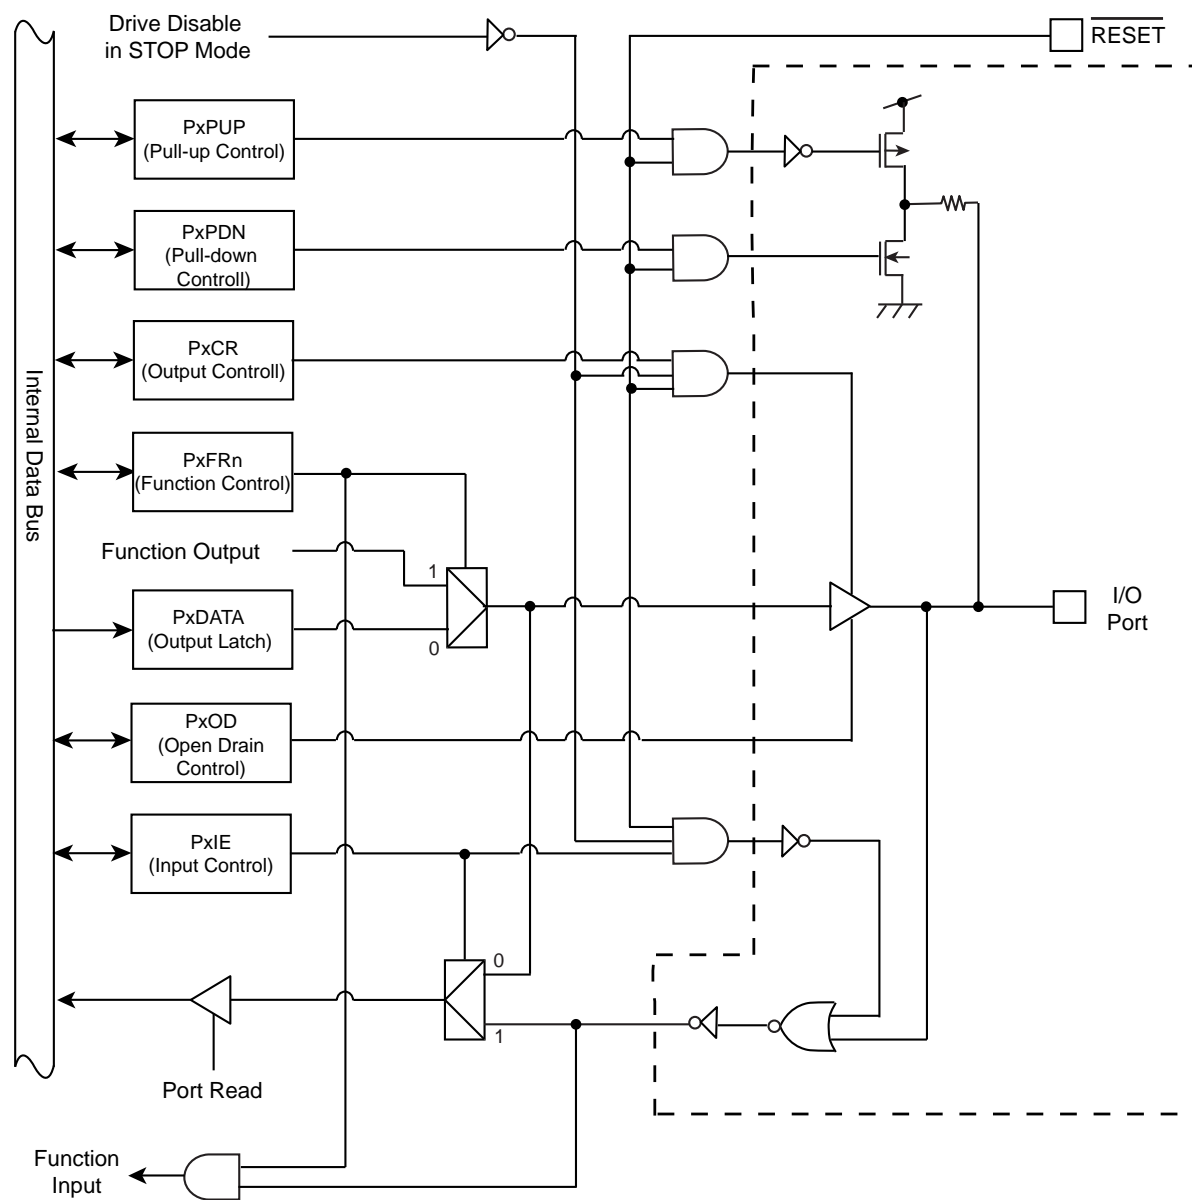 Drive Disable
in STOP Mode
RESET
PxPUP
(Pull-up Control)
PxPDN
(Pull-down
Controll)
PxCR
(Output Controll)
Internal Data Bus
PxFRn
(Function Control)
Function Output
1
0
PxDATA
(Output Latch)
I/O
Port
PxOD
(Open Drain
Control)
PxIE
(Input Control)
0
1
Port Read
Function
Input